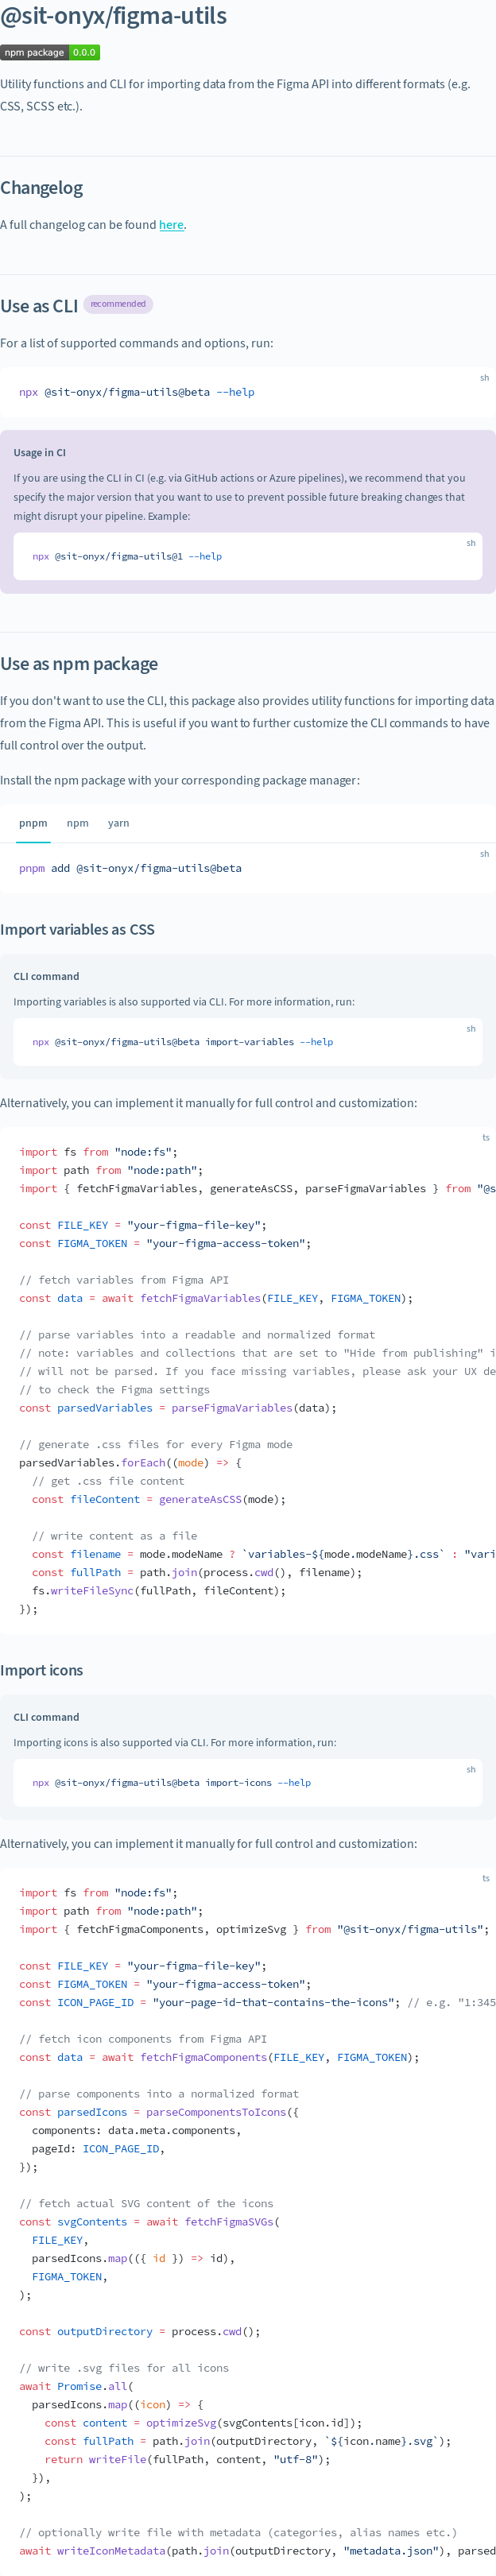 @sit-onyx/figma-utils
npm package 0.0.0
Utility functions and CLI for importing data from the Figma API into different formats (e.g.
CSS, SCSS etc.).
Changelog
A full changelog can be found here.
Use as CLI recommended
For a list of supported commands and options, run:
sh
npx @sit-onyx/figma-utils@beta --help
Usage in CI
If you are using the CLI in CI (e.g. via GitHub actions or Azure pipelines), we recommend that you
specify the major version that you want to use to prevent possible future breaking changes that
might disrupt your pipeline. Example:
sh
npx @sit-onyx/figma-utils@1 --help
Use as npm package
If you don't want to use the CLI, this package also provides utility functions for importing data
from the Figma API. This is useful if you want to further customize the CLI commands to have
full control over the output.
Install the npm package with your corresponding package manager:
pnpm npm yarn
sh
pnpm add @sit-onyx/figma-utils@beta
Import variables as CSS
CLI command
Importing variables is also supported via CLI. For more information, run:
sh
npx @sit-onyx/figma-utils@beta import-variables --help
Alternatively, you can implement it manually for full control and customization:
ts
import fs from "node:fs";
import path from "node:path";
import { fetchFigmaVariables, generateAsCSS, parseFigmaVariables } from "@s
const FILE_KEY = "your-figma-file-key";
const FIGMA_TOKEN = "your-figma-access-token";
// fetch variables from Figma API
const data = await fetchFigmaVariables(FILE_KEY, FIGMA_TOKEN);
// parse variables into a readable and normalized format
// note: variables and collections that are set to "Hide from publishing" i
// will not be parsed. If you face missing variables, please ask your UX de
// to check the Figma settings
const parsedVariables = parseFigmaVariables(data);
// generate .css files for every Figma mode
parsedVariables.forEach((mode) => {
// get .css file content
const fileContent = generateAsCSS(mode);
// write content as a file
const filename = mode.modeName ? `variables-${mode.modeName}.css` : "vari
const fullPath = path.join(process.cwd(), filename);
fs.writeFileSync(fullPath, fileContent);
});
Import icons
CLI command
Importing icons is also supported via CLI. For more information, run:
sh
npx @sit-onyx/figma-utils@beta import-icons --help
Alternatively, you can implement it manually for full control and customization:
ts
import fs from "node:fs";
import path from "node:path";
import { fetchFigmaComponents, optimizeSvg } from "@sit-onyx/figma-utils";
const FILE_KEY = "your-figma-file-key";
const FIGMA_TOKEN = "your-figma-access-token";
const ICON_PAGE_ID = "your-page-id-that-contains-the-icons"; // e.g. "1:345
// fetch icon components from Figma API
const data = await fetchFigmaComponents(FILE_KEY, FIGMA_TOKEN);
// parse components into a normalized format
const parsedIcons = parseComponentsToIcons({
components: data.meta.components,
pageId: ICON_PAGE_ID,
});
// fetch actual SVG content of the icons
const svgContents = await fetchFigmaSVGs(
FILE_KEY,
parsedIcons.map(({ id }) => id),
FIGMA_TOKEN,
);
const outputDirectory = process.cwd();
// write .svg files for all icons
await Promise.all(
parsedIcons.map((icon) => {
const content = optimizeSvg(svgContents[icon.id]);
const fullPath = path.join(outputDirectory, `${icon.name}.svg`);
return writeFile(fullPath, content, "utf-8");
}),
);
// optionally write file with metadata (categories, alias names etc.)
await writeIconMetadata(path.join(outputDirectory, "metadata.json"), parsed